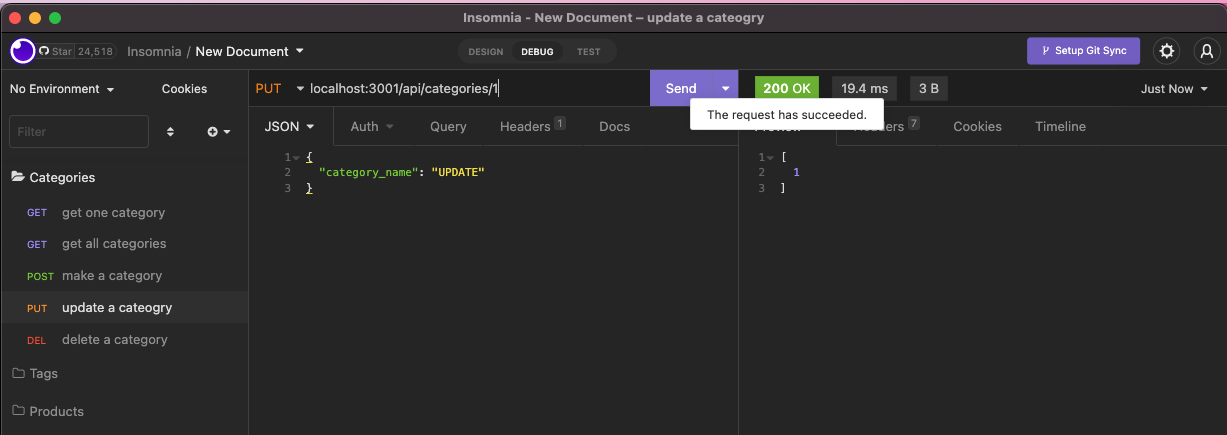 Insomnia - New Document – update a cateogry
Star 24,518
Insomnia / New Document
DESIGN DEBUG TEST
Setup Git Sync
No Environment
Cookies
PUT localhost:3001/api/categories/1
Send
200 OK
19.4 ms
3 B
Just Now
The request has succeeded.
Filter
JSON Auth Query Headers 1 Docs
Preview Headers 7 Cookies Timeline
1 {
2 "category_name": "UPDATE"
3 }
1 [
2 1
3 ]
Categories
GET get one category
GET get all categories
POST make a category
PUT update a cateogry
DEL delete a category
Tags
Products